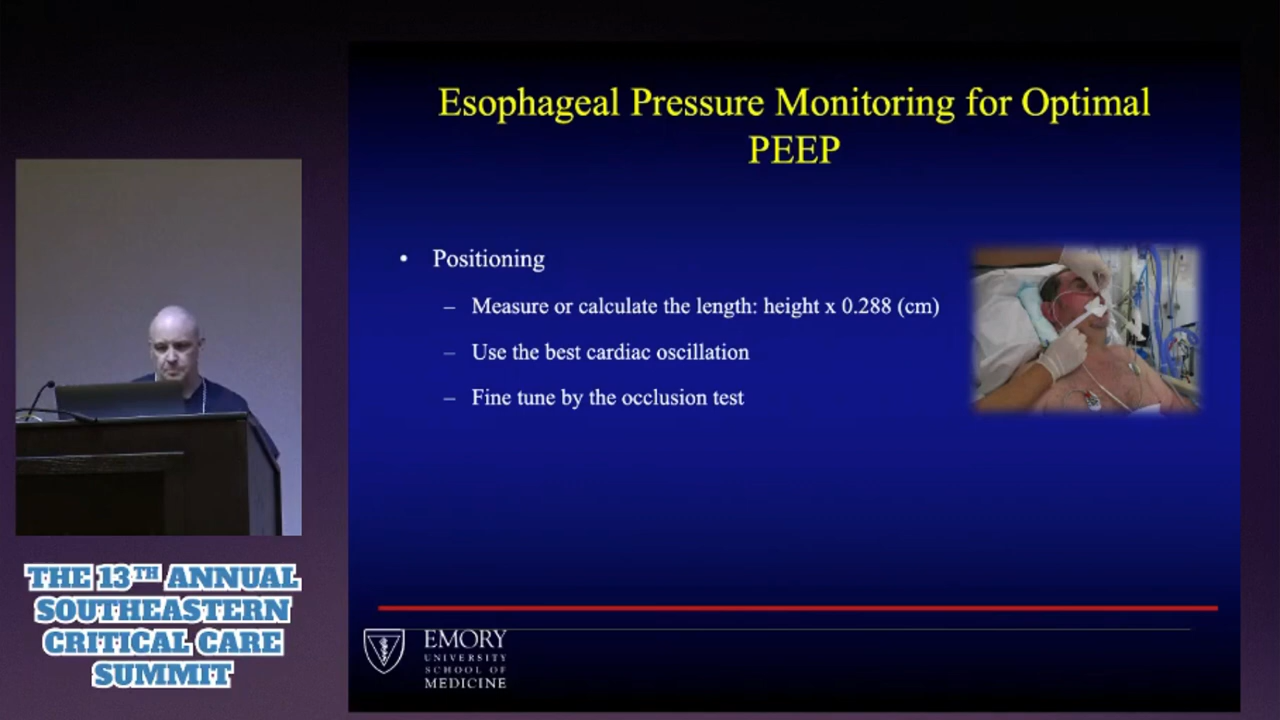 Esophageal Pressure Monitoring for Optimal
PEEP
• Positioning
– Measure or calculate the length: height x 0.288 (cm)
– Use the best cardiac oscillation
– Fine tune by the occlusion test
THE 13TH ANNUAL
SOUTHEASTERN
CRITICAL CARE
SUMMIT
EMORY
UNIVERSITY
SCHOOL OF
MEDICINE